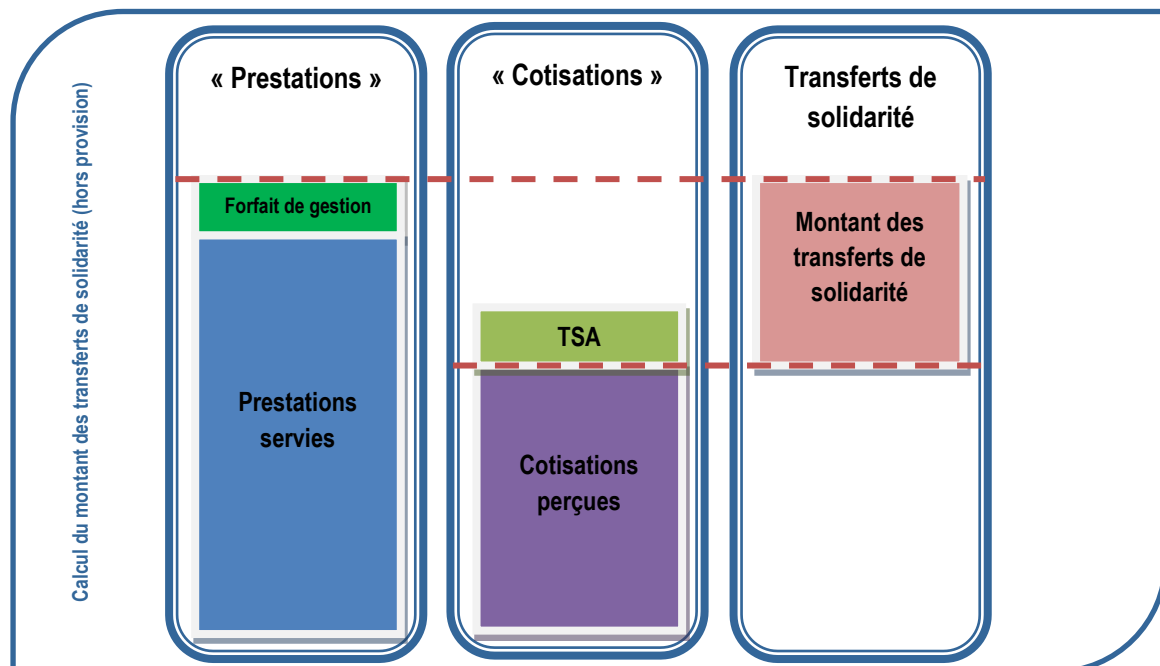 Calcul du montant des transferts de solidarité (hors provision)
« Prestations »
Forfait de gestion
Prestations
servies
« Cotisations »
TSA
Cotisations
perçues
Transferts de
solidarité
Montant des
transferts de
solidarité